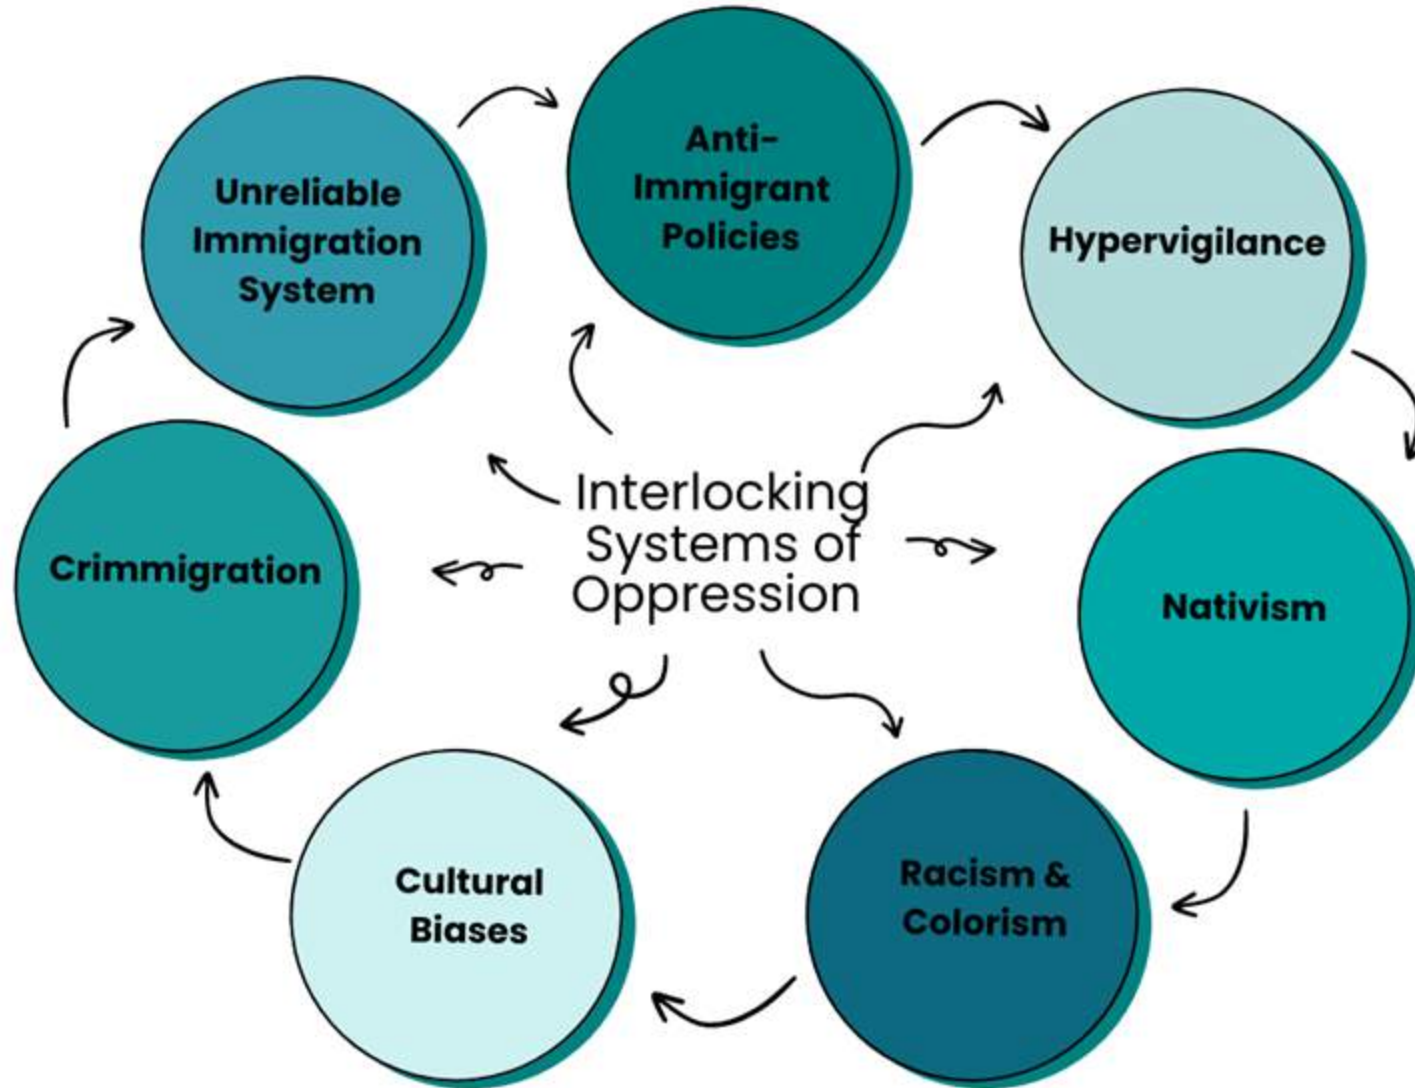 Anti-
Immigrant
Policies
Unreliable
Immigration
System
Hypervigilance
Interlocking
Systems of
Oppression
Crimmigration
Nativism
Cultural
Biases
Racism &
Colorism